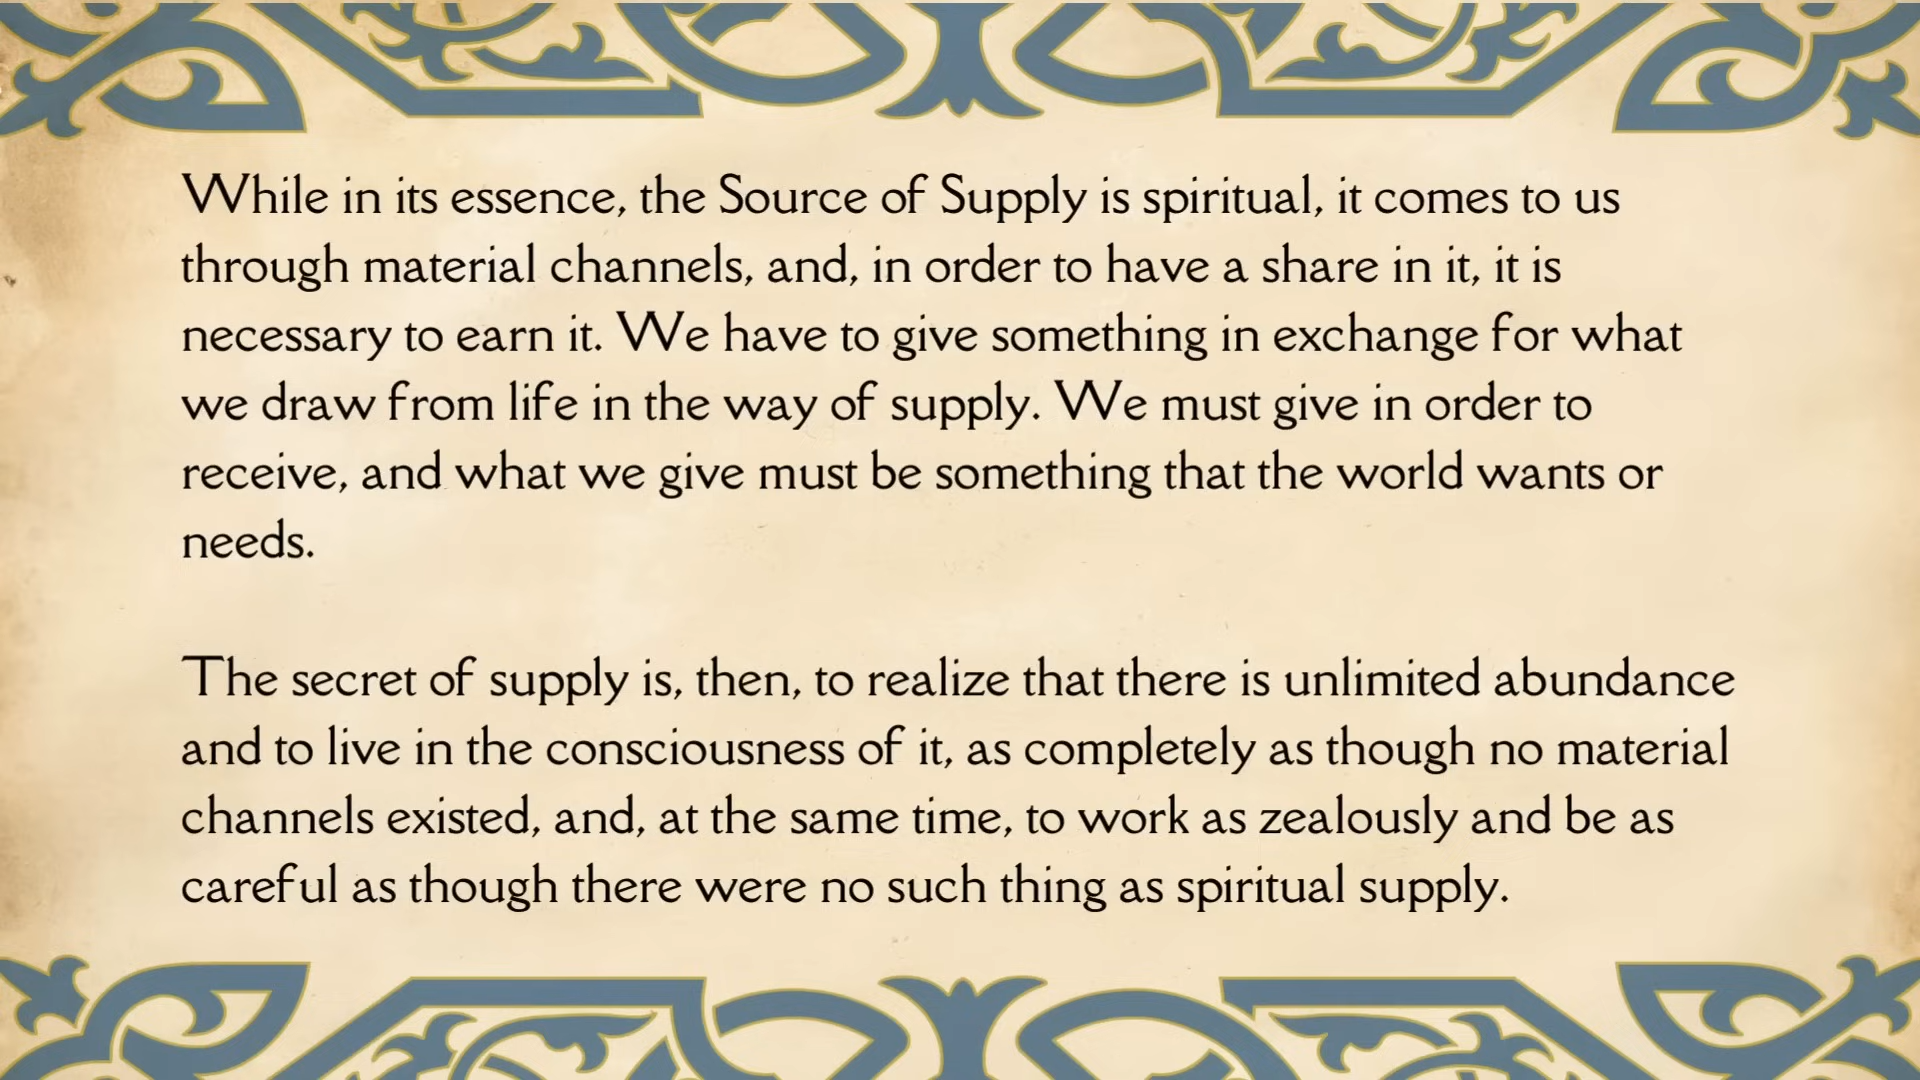 While in its essence, the Source of Supply is spiritual, it comes to us
through material channels, and, in order to have a share in it, it is
necessary to earn it. We have to give something in exchange for what
we draw from life in the way of supply. We must give in order to
receive, and what we give must be something that the world wants or
needs.
The secret of supply is, then, to realize that there is unlimited abundance
and to live in the consciousness of it, as completely as though no material
channels existed, and, at the same time, to work as zealously and be as
careful as though there were no such thing as spiritual supply.